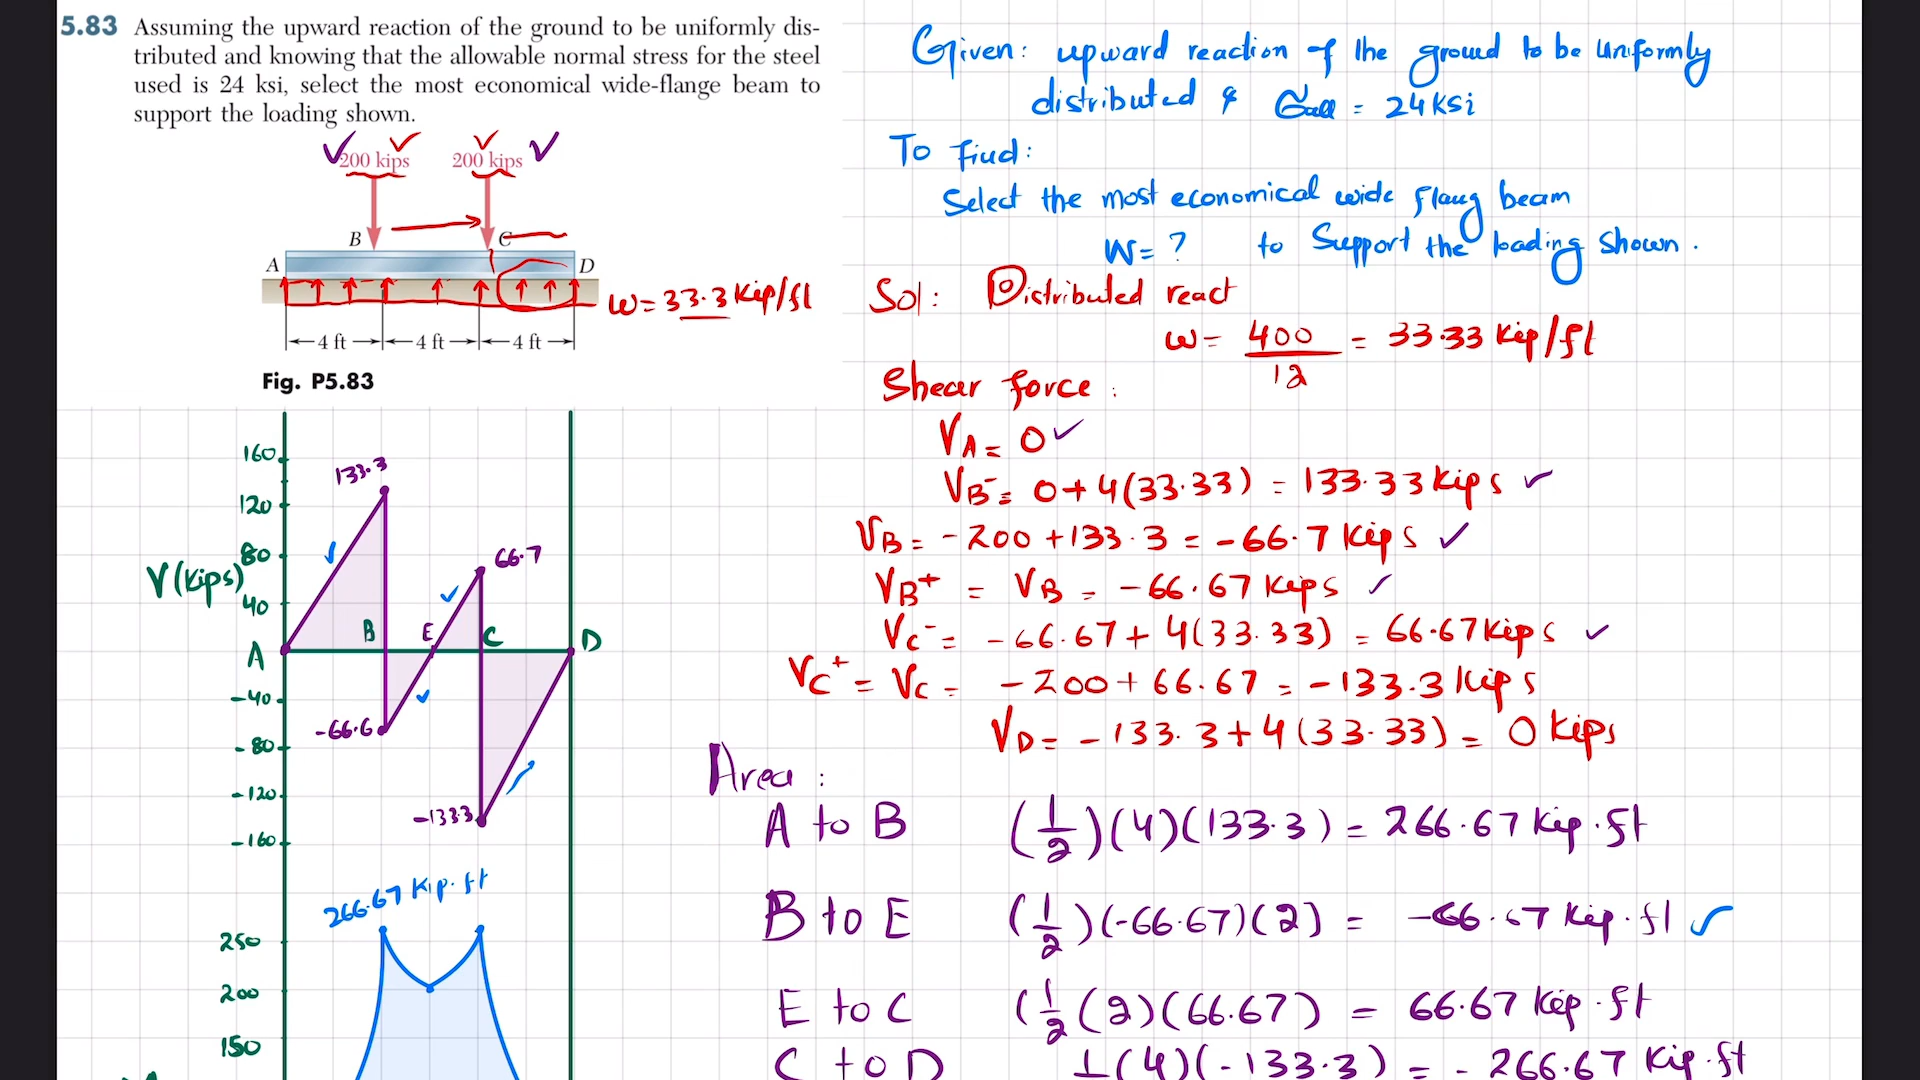 5.83 Assuming the upward reaction of the ground to be uniformly dis-
tributed and knowing that the allowable normal stress for the steel
used is 24 ksi, select the most economical wide-flange beam to
support the loading shown.
200 kips 200 kips
B C
A D
w = 33.3 Kip/ft
4 ft 4 ft 4 ft
Fig. P5.83
Given: upward reaction of the ground to be uniformly
distributed & σall = 24 ksi
To Find:
Select the most economical wide flang beam
W = ? to Support the loading shown.
Sol: Distributed react
w = 400/12 = 33.33 Kip/ft
Shear force:
VA = 0
VB⁻ = 0 + 4(33.33) = 133.33 Kips
VB = -200 + 133.3 = -66.7 Kips
VB⁺ = VB = -66.67 Kips
VC⁻ = -66.67 + 4(33.33) = 66.67 Kips
VC⁺ = VC = -200 + 66.67 = -133.3 Kips
VD = -133.3 + 4(33.33) = 0 Kips
Area:
A to B (1/2)(4)(133.3) = 266.67 Kip.ft
B to E (1/2)(-66.67)(2) = -66.67 Kip.ft
E to C (1/2(2)(66.67) = 66.67 Kip.ft
C to D 1(4)(-133.3) = -266.67 Kip.ft
V(Kips)
160
133.3
120
80
66.7
40
A B E C D
-40
-66.6
-80
-120
-133.3
-160
266.67 Kip.ft
250
200
150